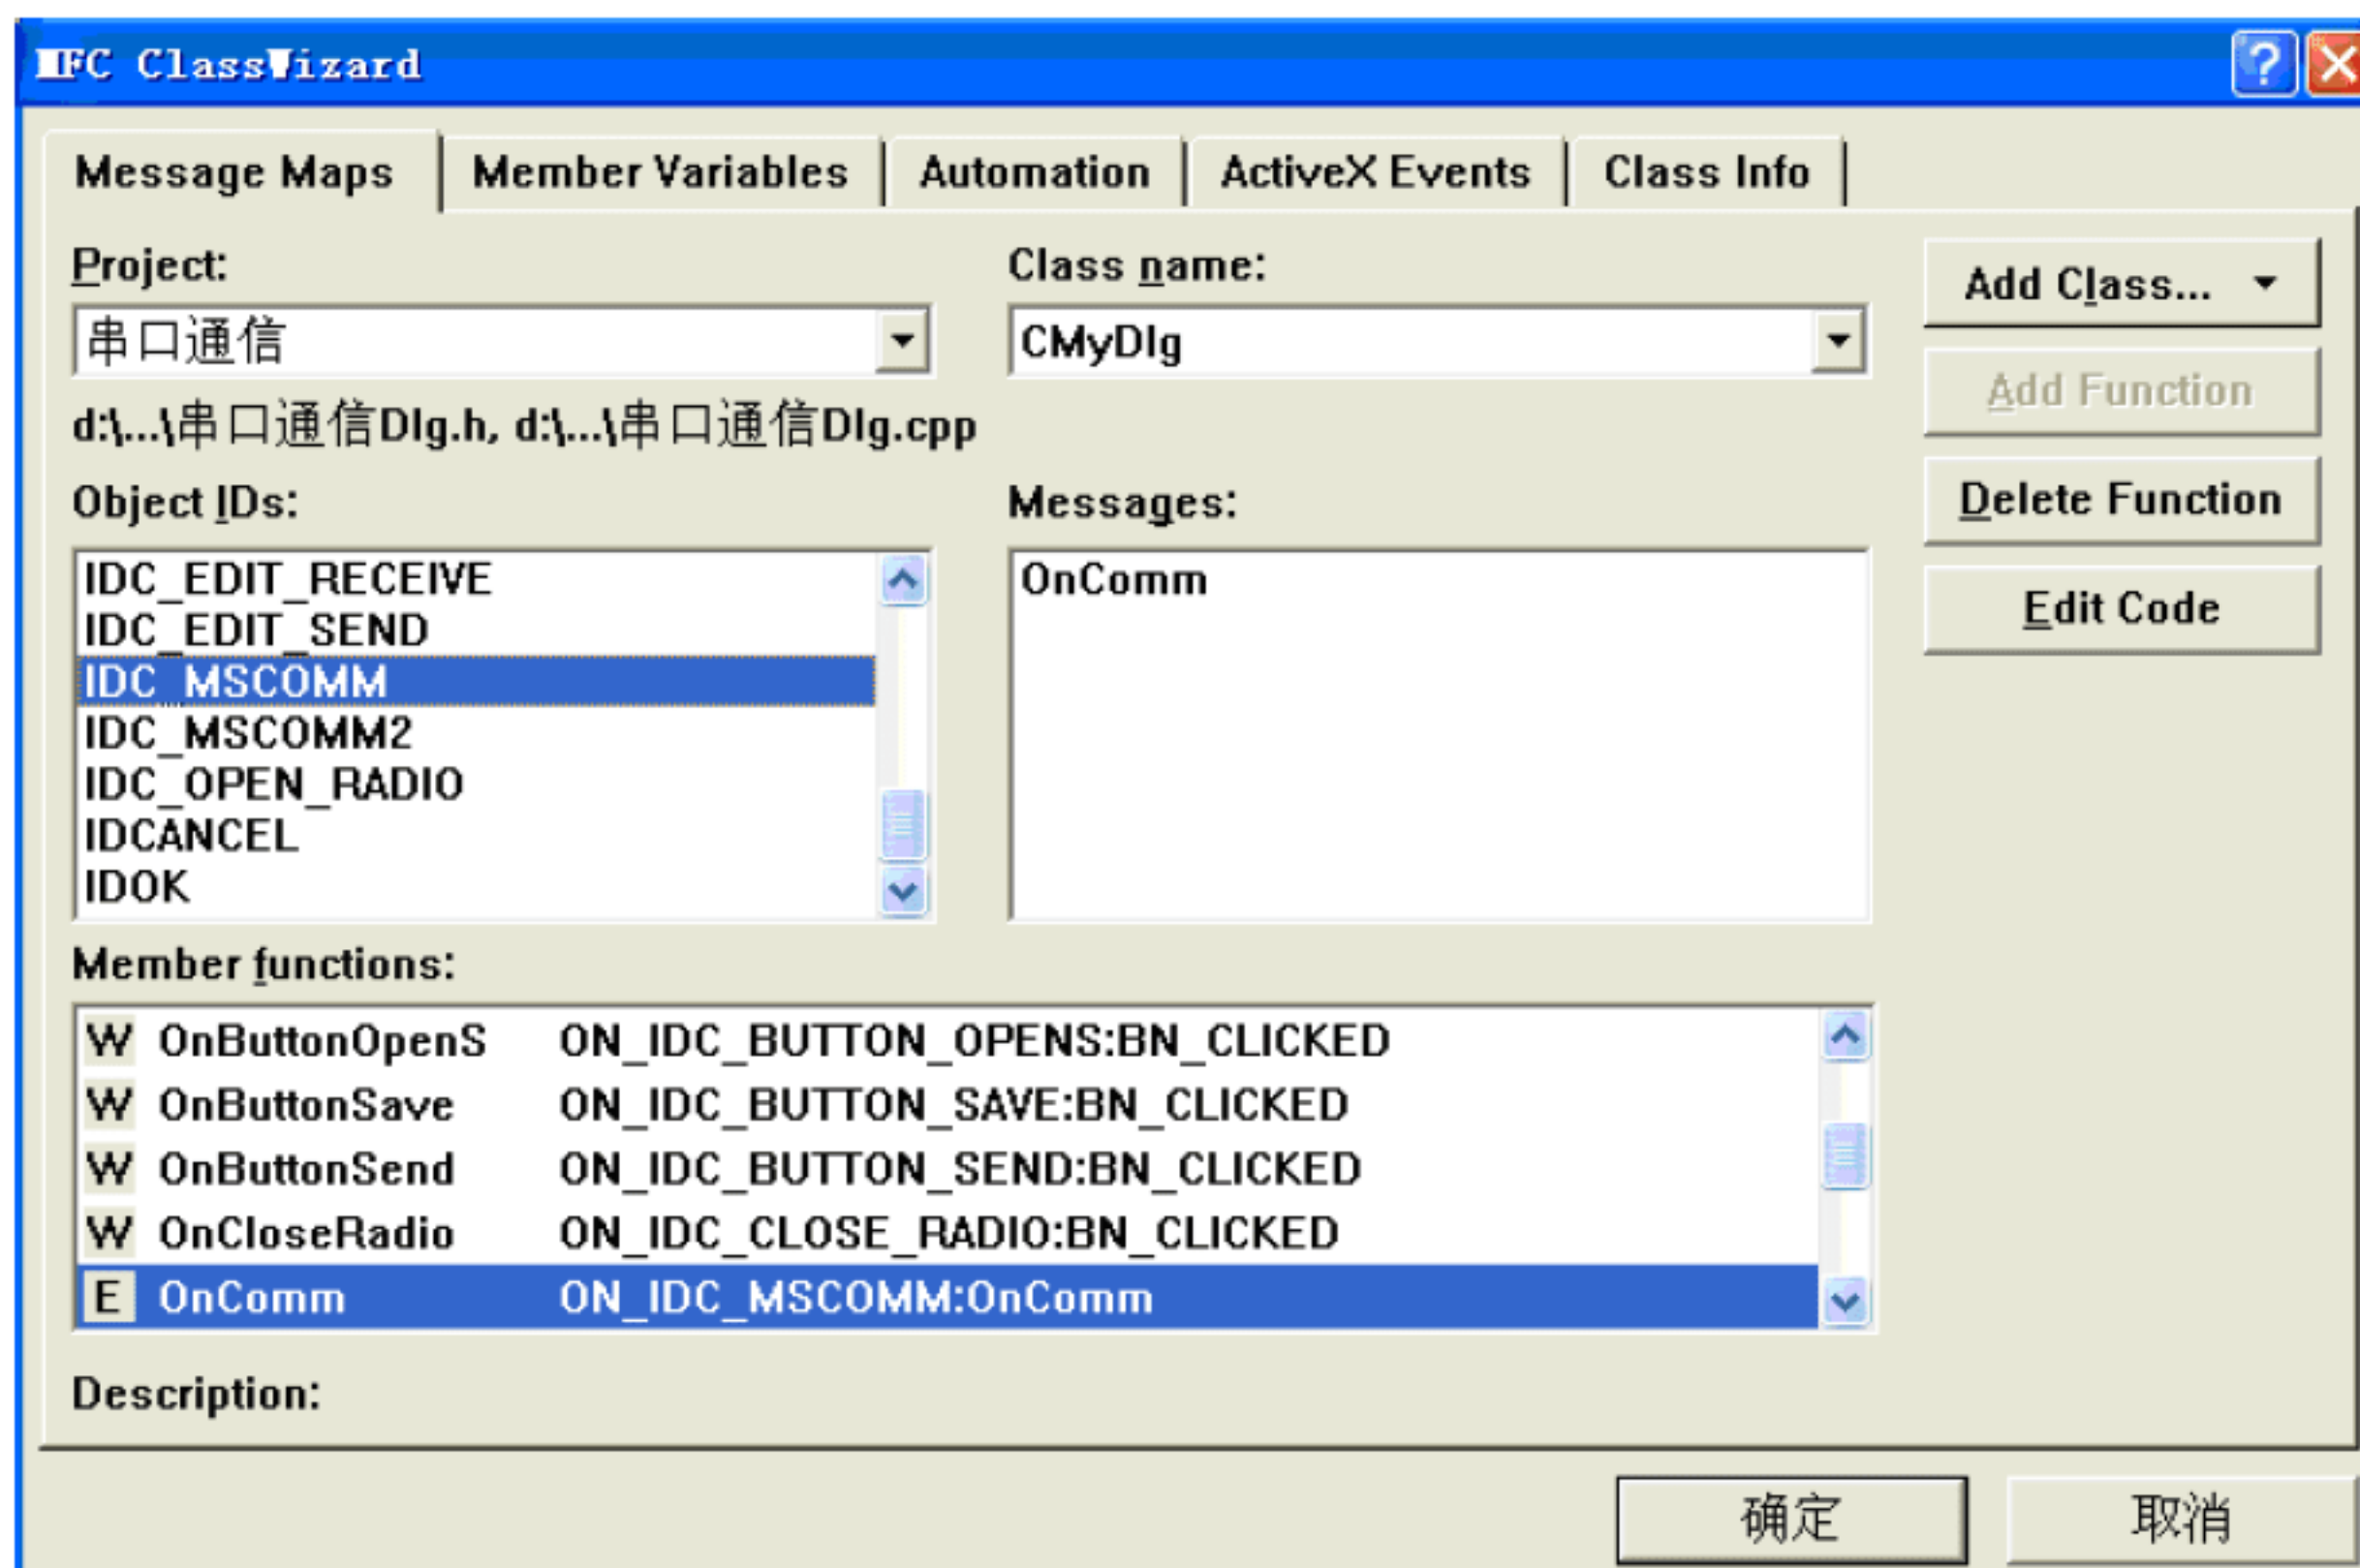 MFC ClassWizard
Message Maps Member Variables Automation ActiveX Events Class Info
Project: Class name:
串口通信 CMyDlg Add Class...
d:\...\串口通信Dlg.h, d:\...\串口通信Dlg.cpp Add Function
Object IDs: Messages: Delete Function
IDC_EDIT_RECEIVE OnComm Edit Code
IDC_EDIT_SEND
IDC_MSCOMM
IDC_MSCOMM2
IDC_OPEN_RADIO
IDCANCEL
IDOK
Member functions:
W OnButtonOpenS ON_IDC_BUTTON_OPENS:BN_CLICKED
W OnButtonSave ON_IDC_BUTTON_SAVE:BN_CLICKED
W OnButtonSend ON_IDC_BUTTON_SEND:BN_CLICKED
W OnCloseRadio ON_IDC_CLOSE_RADIO:BN_CLICKED
E OnComm ON_IDC_MSCOMM:OnComm
Description:
确定 取消